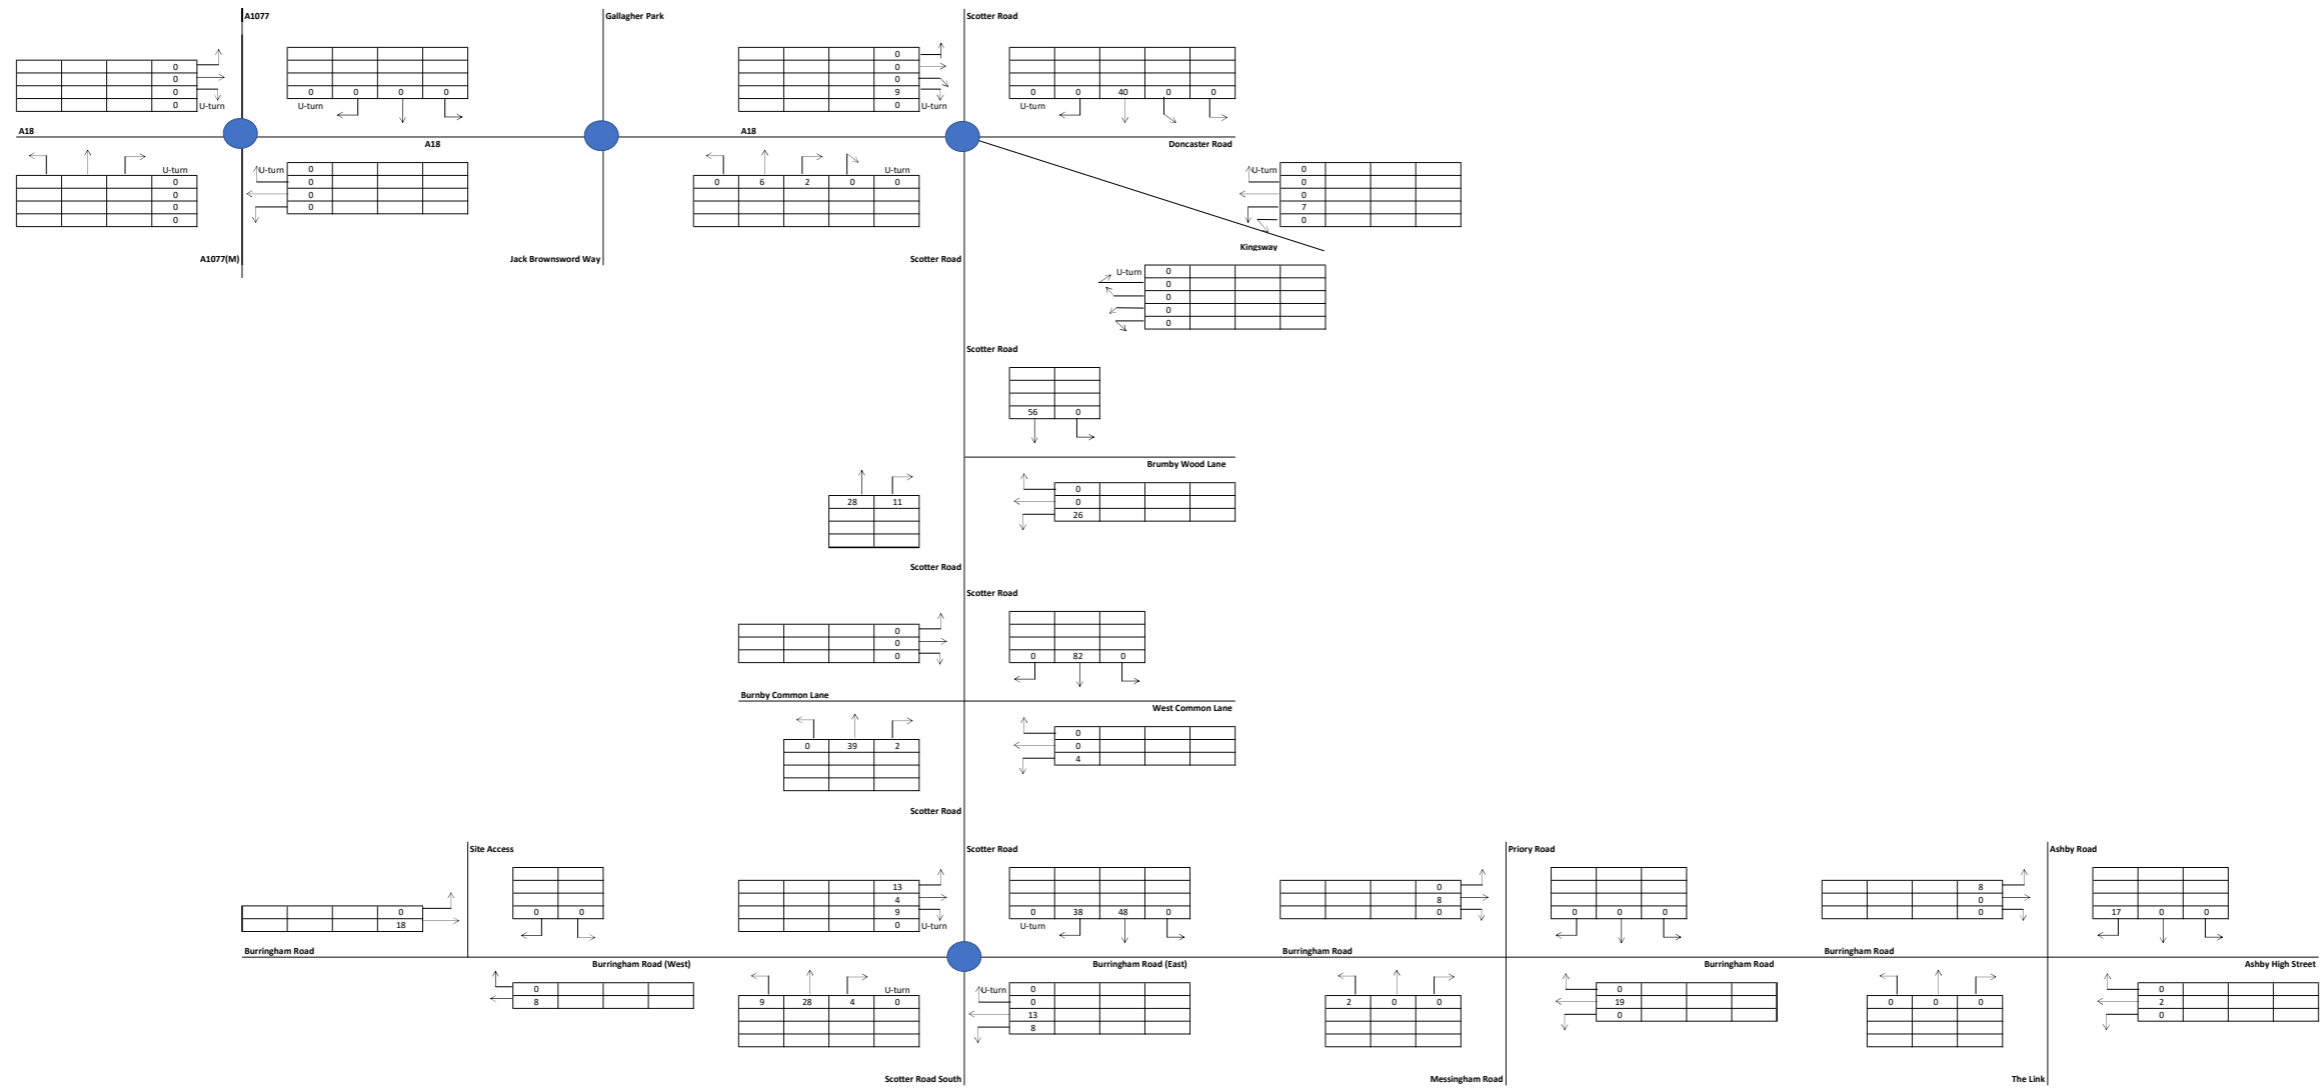 A1077
Gallagher Park
Scotter Road
0
0
0
0
0 0 0 0
U-turn
U-turn
0
0
0
9
0
U-turn
0 0 40 0 0
U-turn
A18
A18
A18
Doncaster Road
U-turn
0
0
0
0
U-turn
0
0
0
0
U-turn
0 6 2 0 0
U-turn
0
0
0
7
0
Kingsway
A1077(M)
Jack Brownsword Way
Scotter Road
U-turn
0
0
0
0
0
Scotter Road
56 0
Brumby Wood Lane
28 11
0
0
26
Scotter Road
Scotter Road
0
0
0
0 82 0
Burnby Common Lane
West Common Lane
0 39 2
0
0
4
Scotter Road
Site Access
Scotter Road
Priory Road
Ashby Road
0
18
0 0
13
4
9
0
U-turn
0 38 48 0
U-turn
0
8
0
0 0 0
8
0
0
17 0 0
Burringham Road
Burringham Road (West)
Burringham Road (East)
Burringham Road
Burringham Road
Burringham Road
Ashby High Street
0
8
U-turn
9 28 4 0
U-turn
0
0
13
8
2 0 0
0
19
0
0 0 0
0
2
0
Scotter Road South
Messingham Road
The Link